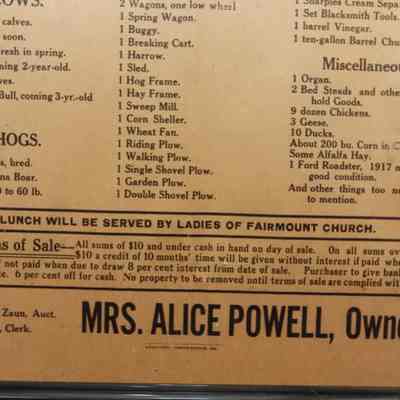 COWS.
calves.
soon.
fresh in spring.
coming 2-year-old.
lves.
Bull, coming 3-yr.-old
HOGS.
s, bred.
na Boar.
0 to 60 lb.
2 Wagons, one low wheel
1 Spring Wagon.
1 Buggy.
1 Breaking Cart.
1 Harrow.
1 Sled.
1 Hog Frame.
1 Hay Frame.
1 Sweep Mill.
1 Corn Sheller.
1 Wheat Fan.
1 Riding Plow.
1 Walking Plow.
1 Single Shovel Plow.
1 Garden Plow.
1 Double Shovel Plow.
1 Sharples Cream Sepa
1 Set Blacksmith Tools.
1 barrel Vinegar.
1 ten-gallon Barrel Chu
Miscellaneo
1 Organ.
2 Bed Steads and othe
hold Goods.
9 dozen Chickens.
3 Geese.
10 Ducks.
About 200 bu. Corn in C
Some Alfalfa Hay.
1 Ford Roadster, 1917 m
good condition.
And other things too n
to mention.
LUNCH WILL BE SERVED BY LADIES OF FAIRMOUNT CHURCH.
ms of Sale—All sums of $10 and under cash in hand on day of sale. On all sums ov
$10 a credit of 10 months' time will be given without interest if paid whe
not paid when due to draw 8 per cent interest from date of sale. Purchaser to give bank
e. 6 per cent off for cash. No property to be removed until terms of sale are complied wit
Zaun, Auct.
, Clerk.
MRS. ALICE POWELL, Owne